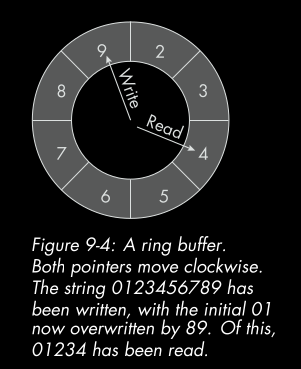 9 2
8 3
Write
Read
7 4
6 5
Figure 9-4: A ring buffer.
Both pointers move clockwise.
The string 0123456789 has
been written, with the initial 01
now overwritten by 89. Of this,
01234 has been read.